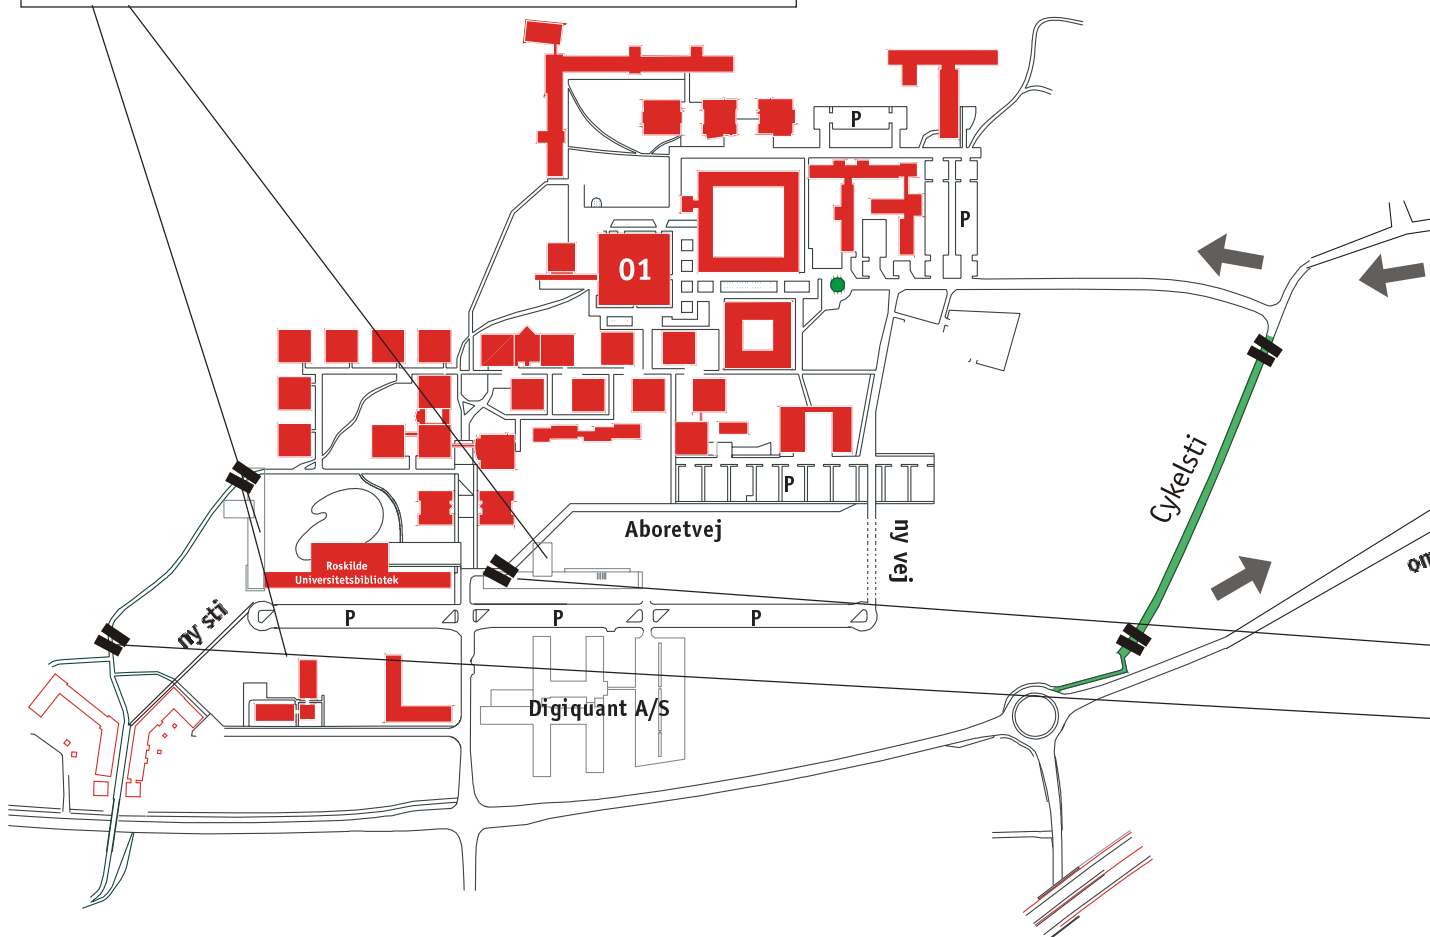 P
P
01
Cykelsti
P
Aboretvej
ny vej
Roskilde
Universitetsbibliotek
ny sti
P
P
P
Digiquant A/S